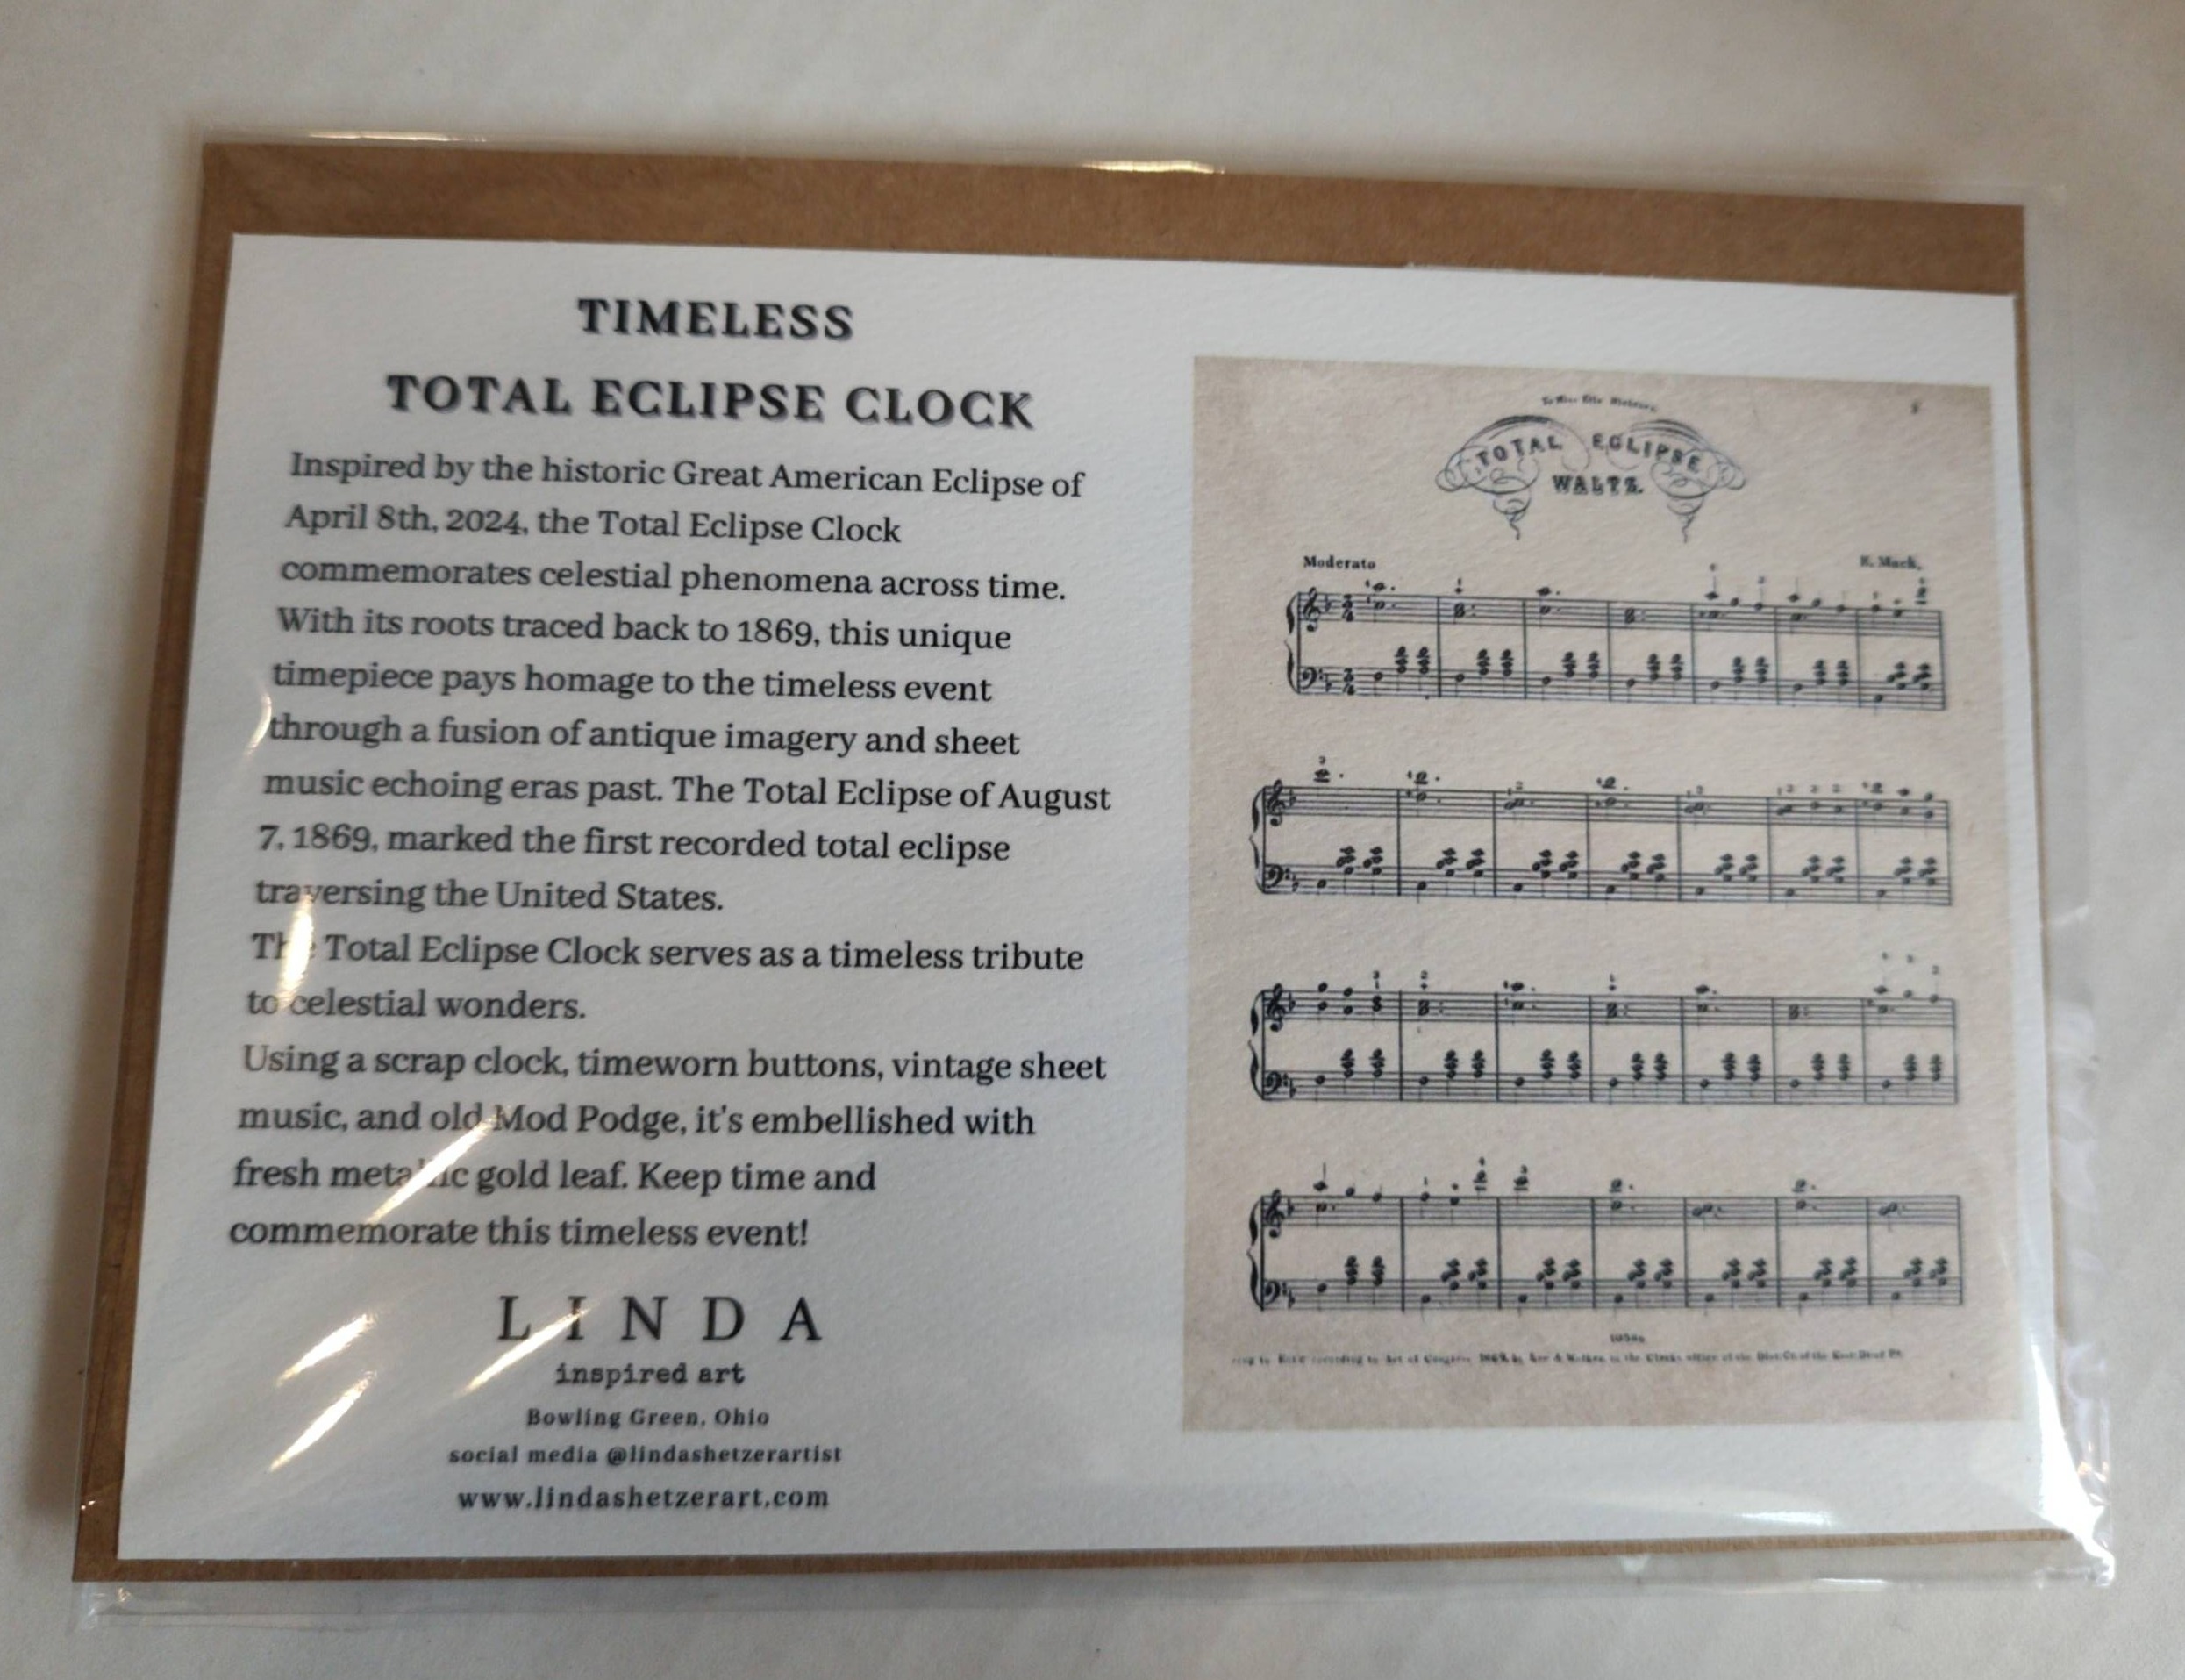 TIMELESS
TOTAL ECLIPSE CLOCK
Inspired by the historic Great American Eclipse of
April 8th, 2024, the Total Eclipse Clock
commemorates celestial phenomena across time.
With its roots traced back to 1869, this unique
timepiece pays homage to the timeless event
through a fusion of antique imagery and sheet
music echoing eras past. The Total Eclipse of August
7, 1869, marked the first recorded total eclipse
traversing the United States.
The Total Eclipse Clock serves as a timeless tribute
to celestial wonders.
Using a scrap clock, timeworn buttons, vintage sheet
music, and old Mod Podge, it's embellished with
fresh metallic gold leaf. Keep time and
commemorate this timeless event!
LINDA
inspired art
Bowling Green, Ohio
social media @lindashetzerartist
www.lindashetzerart.com
TOTAL ECLIPSE
WALTZ.
Moderato
E. Mack.